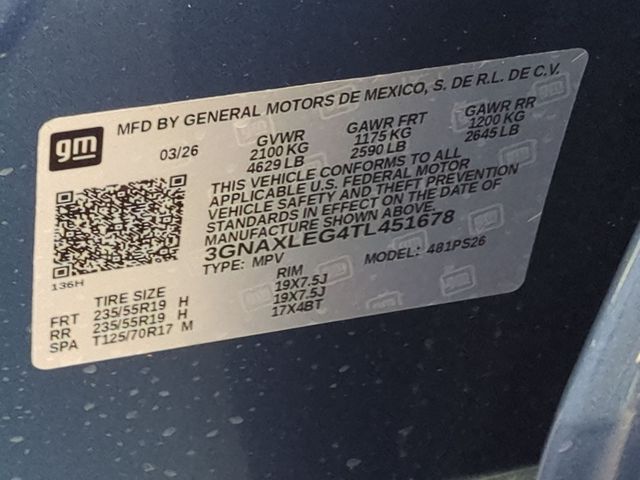 gm
MFD BY GENERAL MOTORS DE MEXICO, S. DE R.L. DE C.V.
03/26 GVWR GAWR FRT GAWR RR
2100 KG 1175 KG 1200 KG
4629 LB 2590 LB 2645 LB
THIS VEHICLE CONFORMS TO ALL
APPLICABLE U.S. FEDERAL MOTOR
VEHICLE SAFETY AND THEFT PREVENTION
STANDARDS IN EFFECT ON THE DATE OF
MANUFACTURE SHOWN ABOVE.
3GNAXLEG4TL451678
TYPE: MPV MODEL: 481PS26
136H
TIRE SIZE RIM
FRT 235/55R19 H 19X7.5J
RR 235/55R19 H 19X7.5J
SPA T125/70R17 M 17X4BT